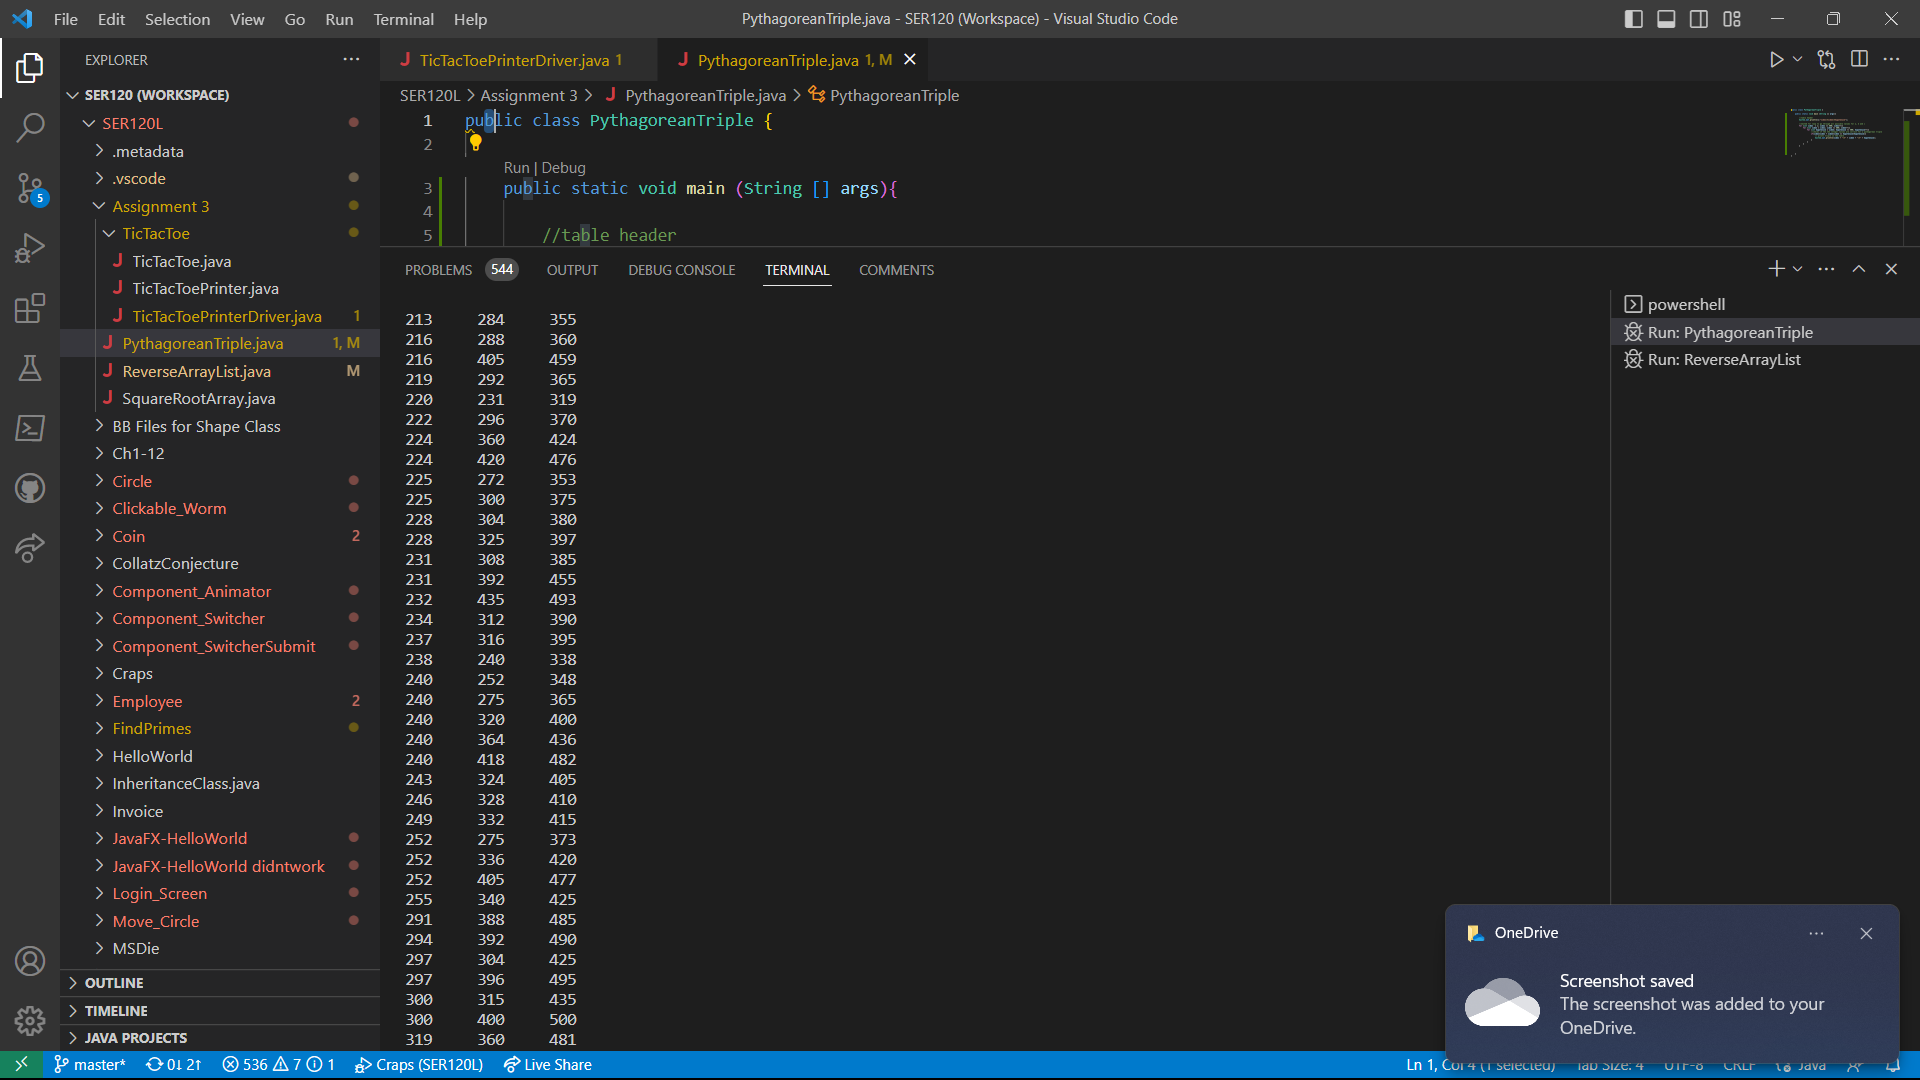 File Edit Selection View Go Run Terminal Help
PythagoreanTriple.java - SER120 (Workspace) - Visual Studio Code
EXPLORER
SER120 (WORKSPACE)
SER120L
.metadata
.vscode
5
Assignment 3
TicTacToe
TicTacToe.java
TicTacToePrinter.java
TicTacToePrinterDriver.java 1
PythagoreanTriple.java 1, M
ReverseArrayList.java M
SquareRootArray.java
BB Files for Shape Class
Ch1-12
Circle
Clickable_Worm
Coin 2
CollatzConjecture
Component_Animator
Component_Switcher
Component_SwitcherSubmit
Craps
Employee 2
FindPrimes
HelloWorld
InheritanceClass.java
Invoice
JavaFX-HelloWorld
JavaFX-HelloWorld didntwork
Login_Screen
Move_Circle
MSDie
OUTLINE
TIMELINE
JAVA PROJECTS
TicTacToePrinterDriver.java 1
PythagoreanTriple.java 1, M
SER120L > Assignment 3 > PythagoreanTriple.java > PythagoreanTriple
1 public class PythagoreanTriple {
2
Run | Debug
3 public static void main (String [] args){
4
5 //table header
PROBLEMS 544 OUTPUT DEBUG CONSOLE TERMINAL COMMENTS
213 284 355
216 288 360
216 405 459
219 292 365
220 231 319
222 296 370
224 360 424
224 420 476
225 272 353
225 300 375
228 304 380
228 325 397
231 308 385
231 392 455
232 435 493
234 312 390
237 316 395
238 240 338
240 252 348
240 275 365
240 320 400
240 364 436
240 418 482
243 324 405
246 328 410
249 332 415
252 275 373
252 336 420
252 405 477
255 340 425
291 388 485
294 392 490
297 304 425
297 396 495
300 315 435
300 400 500
319 360 481
powershell
Run: PythagoreanTriple
Run: ReverseArrayList
OneDrive
Screenshot saved
The screenshot was added to your
OneDrive.
master* 0↓ 2↑ 536 7 1 Craps (SER120L) Live Share
Ln 1, Col 4 (1 selected) Tab Size: 4 UTF-8 CRLF Java